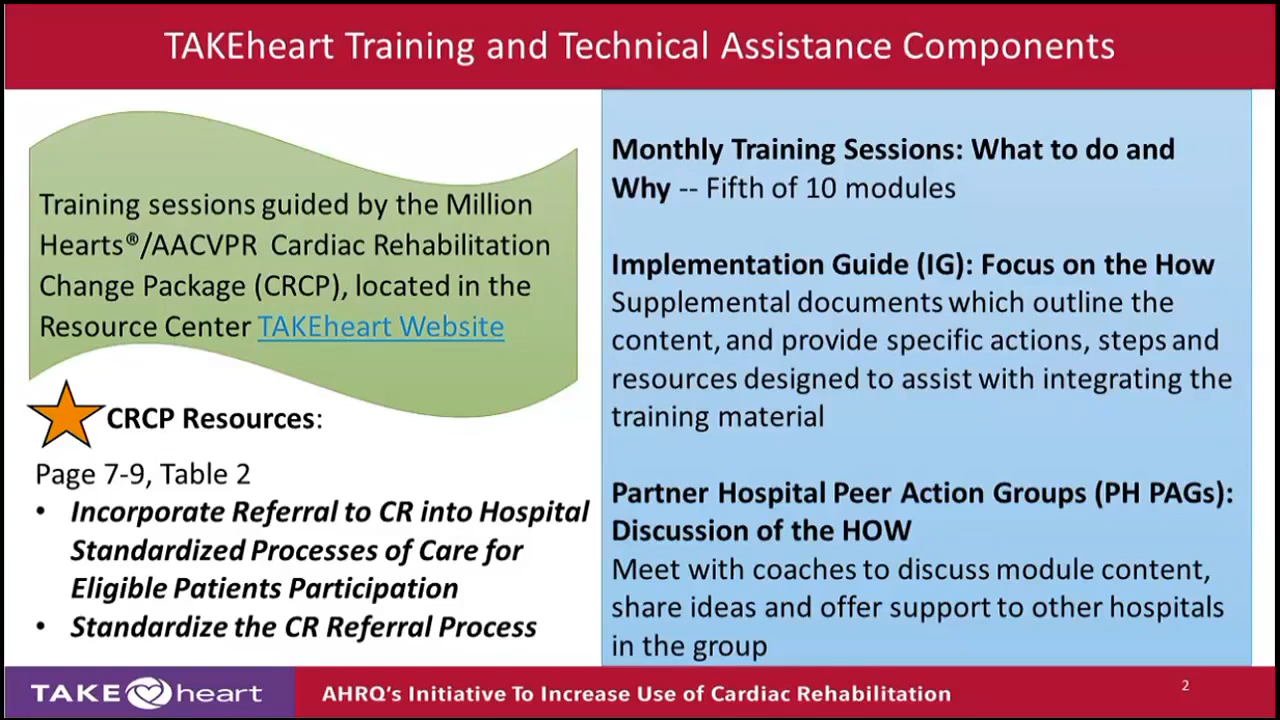 TAKEheart Training and Technical Assistance Components
Training sessions guided by the Million
Hearts®/AACVPR Cardiac Rehabilitation
Change Package (CRCP), located in the
Resource Center TAKEheart Website
CRCP Resources:
Page 7-9, Table 2
• Incorporate Referral to CR into Hospital
Standardized Processes of Care for
Eligible Patients Participation
• Standardize the CR Referral Process
Monthly Training Sessions: What to do and
Why -- Fifth of 10 modules
Implementation Guide (IG): Focus on the How
Supplemental documents which outline the
content, and provide specific actions, steps and
resources designed to assist with integrating the
training material
Partner Hospital Peer Action Groups (PH PAGs):
Discussion of the HOW
Meet with coaches to discuss module content,
share ideas and offer support to other hospitals
in the group
TAKE heart
AHRQ's Initiative To Increase Use of Cardiac Rehabilitation
2